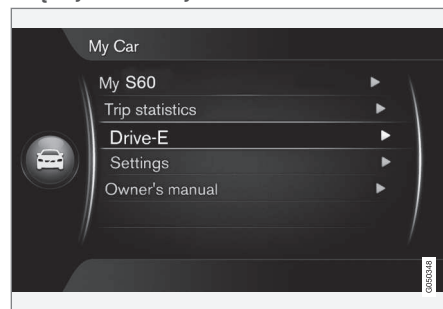 My Car
My S60
Trip statistics
Drive-E
Settings
Owner's manual
G050348